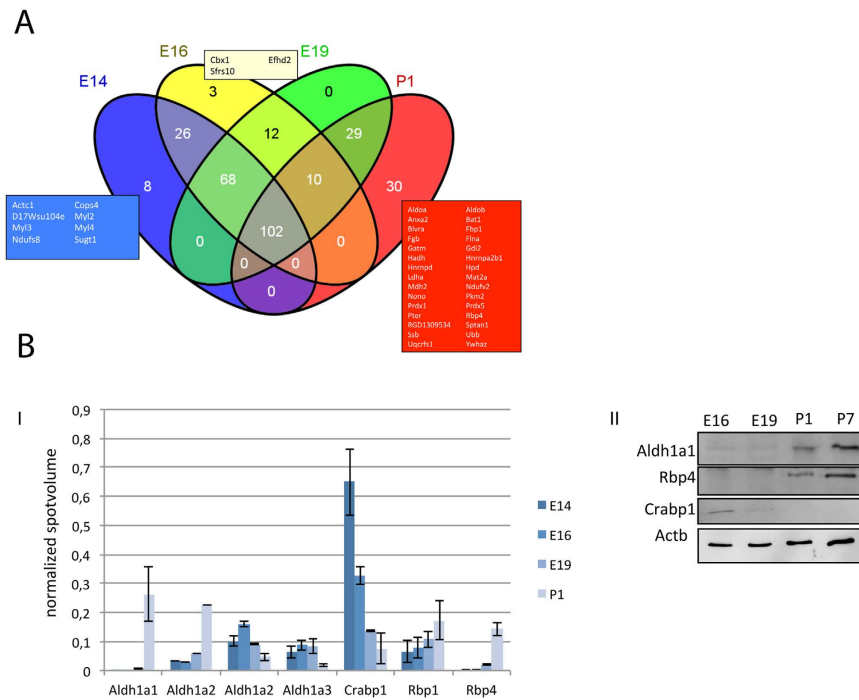 A
E16
E19
Cbx1 Efhd2
Sfrs10
E14
P1
3
0
26
12
29
8
68
10
30
Actc1 Cops4
D17Wsu104e Myl2
Myl3 Myl4
Ndufs8 Sugt1
102
0
0
0
0
0
Aldoa Aldob
Anxa2 Bat1
Blvra Fbp1
Fgb Flna
Gatm Gdi2
Hadh Hnrnpa2b1
Hnrnpd Hpd
Ldha Mat2a
Mdh2 Ndufv2
Nono Pkm2
Prdx1 Prdx5
Pter Rbp4
RGD1309534 Sptan1
Ssb Ubb
Uqcrfs1 Ywhaz
B
I
normalized spotvolume
0,9
0,8
0,7
0,6
0,5
0,4
0,3
0,2
0,1
0
Aldh1a1 Aldh1a2 Aldh1a2 Aldh1a3 Crabp1 Rbp1 Rbp4
E14
E16
E19
P1
II
E16 E19 P1 P7
Aldh1a1
Rbp4
Crabp1
Actb